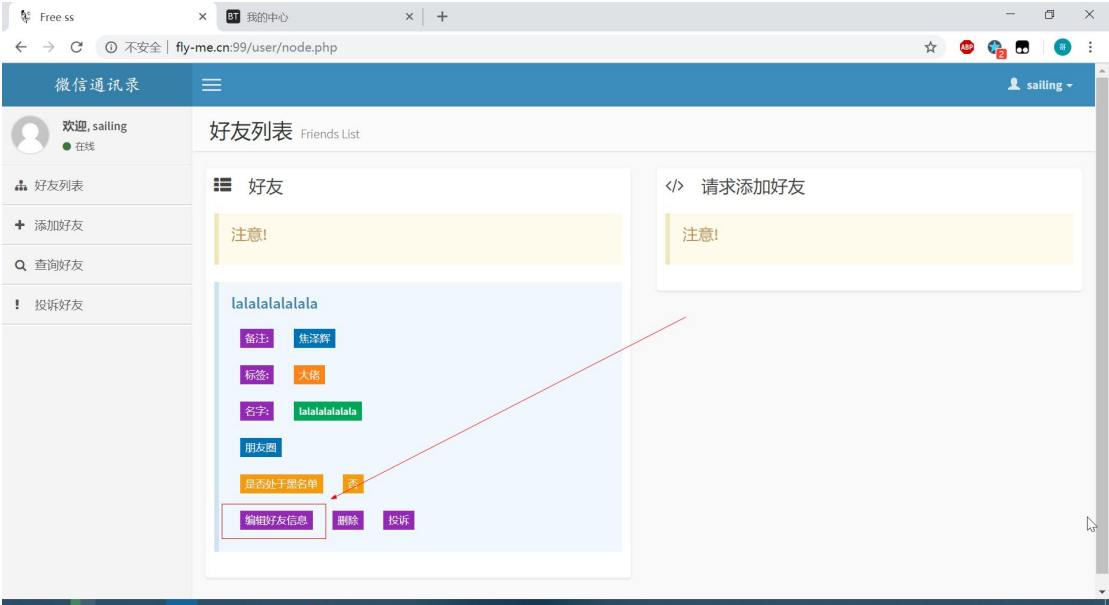 Free ss
BT 我的中心
不安全 | fly-me.cn:99/user/node.php
ABP
2
哥
微信通讯录
sailing
欢迎, sailing
在线
好友列表 Friends List
好友列表
添加好友
查询好友
投诉好友
好友
注意!
lalalalalalala
备注: 焦泽辉
标签: 大佬
名字: lalalalalalala
朋友圈
是否处于黑名单 否
编辑好友信息 删除 投诉
</> 请求添加好友
注意!